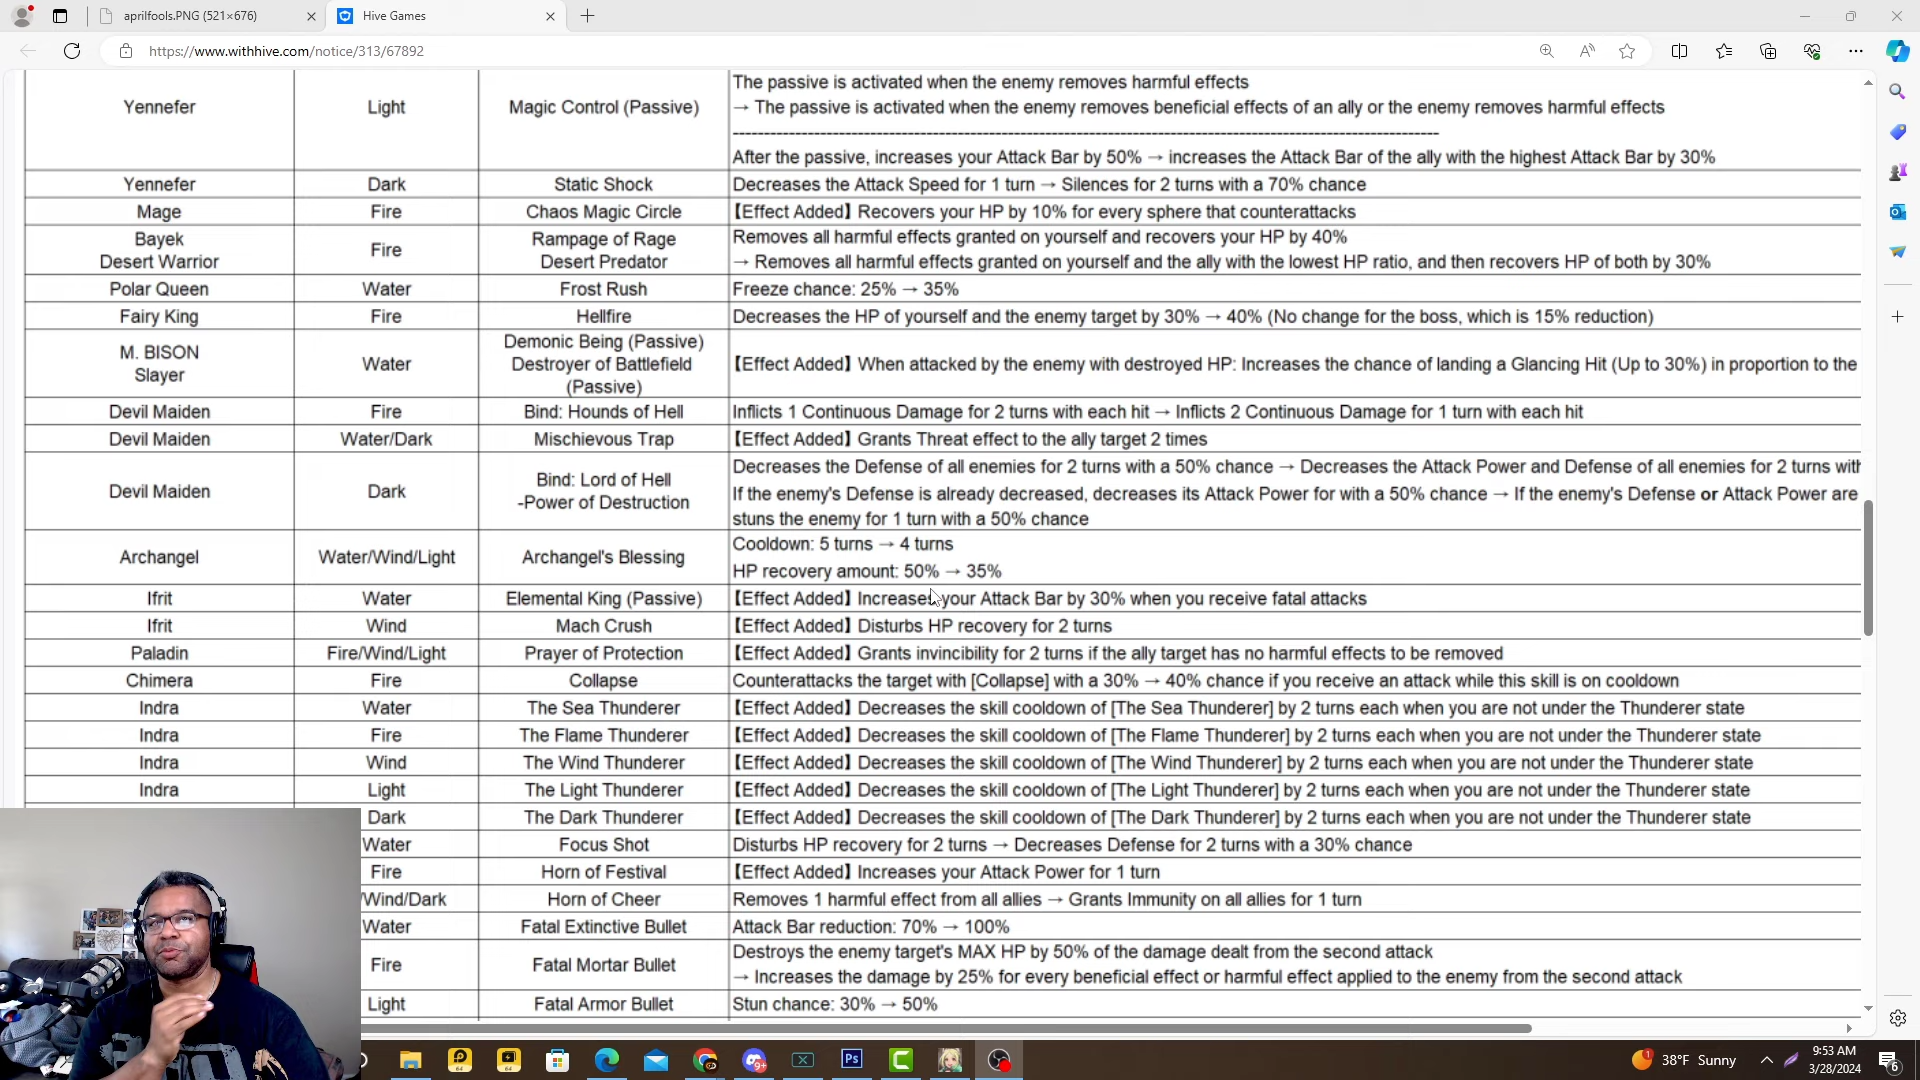 aprilfools.PNG (521×676)
Hive Games
https://www.withhive.com/notice/313/67892
The passive is activated when the enemy removes harmful effects
Yennefer Light Magic Control (Passive) → The passive is activated when the enemy removes beneficial effects of an ally or the enemy removes harmful effects
After the passive, increases your Attack Bar by 50% → increases the Attack Bar of the ally with the highest Attack Bar by 30%
Yennefer Dark Static Shock Decreases the Attack Speed for 1 turn → Silences for 2 turns with a 70% chance
Mage Fire Chaos Magic Circle 【Effect Added】 Recovers your HP by 10% for every sphere that counterattacks
Bayek
Desert Warrior
Fire
Rampage of Rage
Desert Predator
Removes all harmful effects granted on yourself and recovers your HP by 40%
→ Removes all harmful effects granted on yourself and the ally with the lowest HP ratio, and then recovers HP of both by 30%
Polar Queen Water Frost Rush Freeze chance: 25% → 35%
Fairy King Fire Hellfire Decreases the HP of yourself and the enemy target by 30% → 40% (No change for the boss, which is 15% reduction)
M. BISON
Slayer
Water
Demonic Being (Passive)
Destroyer of Battlefield
(Passive)
【Effect Added】 When attacked by the enemy with destroyed HP: Increases the chance of landing a Glancing Hit (Up to 30%) in proportion to the
Devil Maiden Fire Bind: Hounds of Hell Inflicts 1 Continuous Damage for 2 turns with each hit → Inflicts 2 Continuous Damage for 1 turn with each hit
Devil Maiden Water/Dark Mischievous Trap 【Effect Added】 Grants Threat effect to the ally target 2 times
Devil Maiden
Dark
Bind: Lord of Hell
-Power of Destruction
Decreases the Defense of all enemies for 2 turns with a 50% chance → Decreases the Attack Power and Defense of all enemies for 2 turns with
If the enemy's Defense is already decreased, decreases its Attack Power for with a 50% chance → If the enemy's Defense or Attack Power are
stuns the enemy for 1 turn with a 50% chance
Archangel Water/Wind/Light Archangel's Blessing
Cooldown: 5 turns → 4 turns
HP recovery amount: 50% → 35%
Ifrit Water Elemental King (Passive) 【Effect Added】 Increases your Attack Bar by 30% when you receive fatal attacks
Ifrit Wind Mach Crush 【Effect Added】 Disturbs HP recovery for 2 turns
Paladin Fire/Wind/Light Prayer of Protection 【Effect Added】 Grants invincibility for 2 turns if the ally target has no harmful effects to be removed
Chimera Fire Collapse Counterattacks the target with [Collapse] with a 30% → 40% chance if you receive an attack while this skill is on cooldown
Indra Water The Sea Thunderer 【Effect Added】 Decreases the skill cooldown of [The Sea Thunderer] by 2 turns each when you are not under the Thunderer state
Indra Fire The Flame Thunderer 【Effect Added】 Decreases the skill cooldown of [The Flame Thunderer] by 2 turns each when you are not under the Thunderer state
Indra Wind The Wind Thunderer 【Effect Added】 Decreases the skill cooldown of [The Wind Thunderer] by 2 turns each when you are not under the Thunderer state
Indra Light The Light Thunderer 【Effect Added】 Decreases the skill cooldown of [The Light Thunderer] by 2 turns each when you are not under the Thunderer state
Dark The Dark Thunderer 【Effect Added】 Decreases the skill cooldown of [The Dark Thunderer] by 2 turns each when you are not under the Thunderer state
Water Focus Shot Disturbs HP recovery for 2 turns → Decreases Defense for 2 turns with a 30% chance
Fire Horn of Festival 【Effect Added】 Increases your Attack Power for 1 turn
/Wind/Dark Horn of Cheer Removes 1 harmful effect from all allies → Grants Immunity on all allies for 1 turn
Water Fatal Extinctive Bullet Attack Bar reduction: 70% → 100%
Fire
Fatal Mortar Bullet
Destroys the enemy target's MAX HP by 50% of the damage dealt from the second attack
→ Increases the damage by 25% for every beneficial effect or harmful effect applied to the enemy from the second attack
Light Fatal Armor Bullet Stun chance: 30% → 50%
64
64
9+
Ps
1
38°F Sunny
9:53 AM
3/28/2024
6